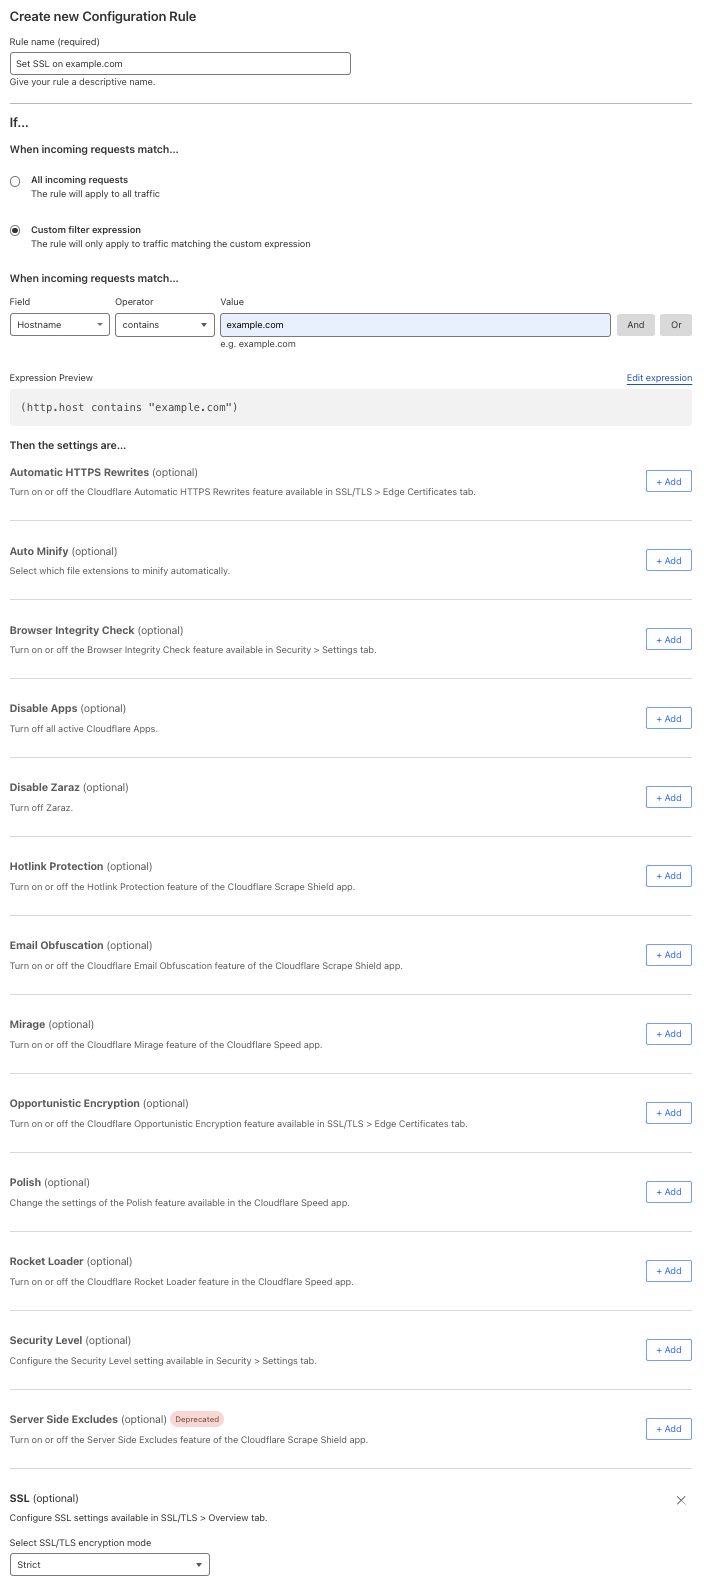 Create new Configuration Rule
Rule name (required)
Set SSL on example.com
Give your rule a descriptive name.
If...
When incoming requests match...
All incoming requests
The rule will apply to all traffic
Custom filter expression
The rule will only apply to traffic matching the custom expression
When incoming requests match...
Field Operator Value
Hostname contains example.com And Or
e.g. example.com
Expression Preview Edit expression
(http.host contains "example.com")
Then the settings are...
Automatic HTTPS Rewrites (optional)
+ Add
Turn on or off the Cloudflare Automatic HTTPS Rewrites feature available in SSL/TLS > Edge Certificates tab.
Auto Minify (optional)
+ Add
Select which file extensions to minify automatically.
Browser Integrity Check (optional)
+ Add
Turn on or off the Browser Integrity Check feature available in Security > Settings tab.
Disable Apps (optional)
+ Add
Turn off all active Cloudflare Apps.
Disable Zaraz (optional)
+ Add
Turn off Zaraz.
Hotlink Protection (optional)
+ Add
Turn on or off the Hotlink Protection feature of the Cloudflare Scrape Shield app.
Email Obfuscation (optional)
+ Add
Turn on or off the Cloudflare Email Obfuscation feature of the Cloudflare Scrape Shield app.
Mirage (optional)
+ Add
Turn on or off the Cloudflare Mirage feature of the Cloudflare Speed app.
Opportunistic Encryption (optional)
+ Add
Turn on or off the Cloudflare Opportunistic Encryption feature available in SSL/TLS > Edge Certificates tab.
Polish (optional)
+ Add
Change the settings of the Polish feature available in the Cloudflare Speed app.
Rocket Loader (optional)
+ Add
Turn on or off the Cloudflare Rocket Loader feature in the Cloudflare Speed app.
Security Level (optional)
+ Add
Configure the Security Level setting available in Security > Settings tab.
Server Side Excludes (optional) Deprecated
+ Add
Turn on or off the Server Side Excludes feature of the Cloudflare Scrape Shield app.
SSL (optional)
Configure SSL settings available in SSL/TLS > Overview tab.
Select SSL/TLS encryption mode
Strict